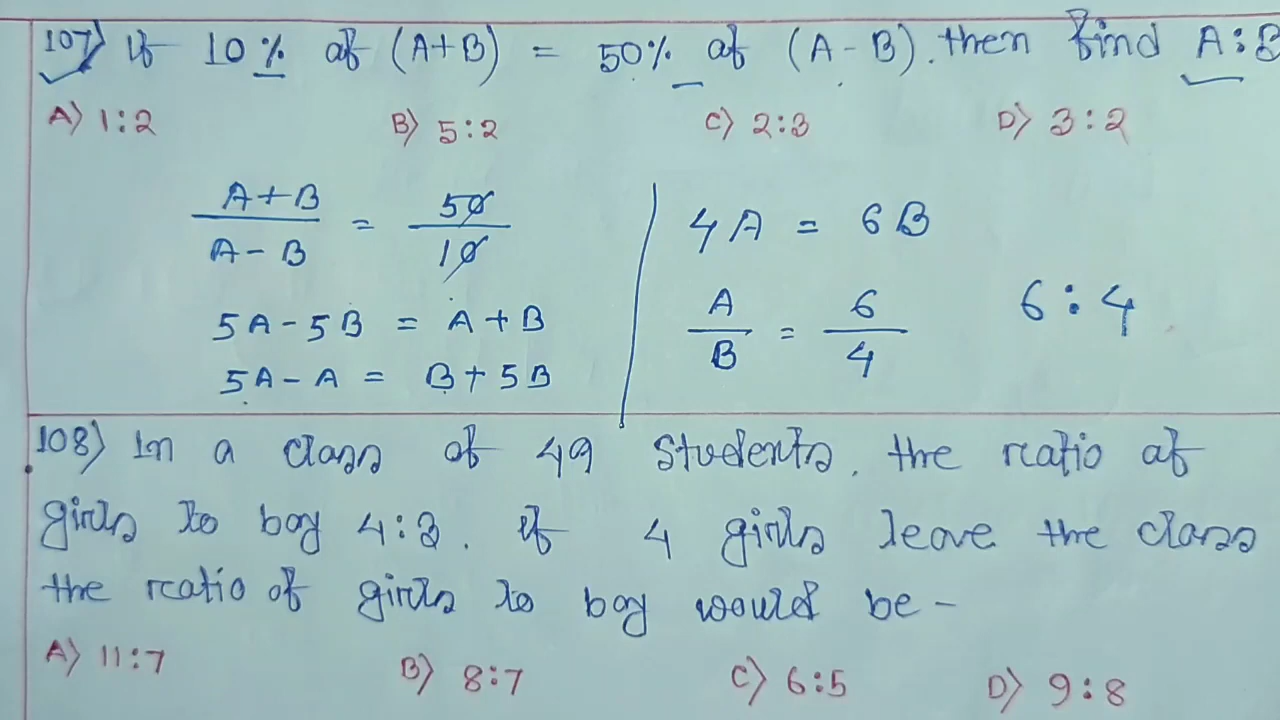 107) If 10% of (A+B) = 50% of (A-B). then find A:B
A) 1:2 B) 5:2 C) 2:3 D) 3:2
A+B / A-B = 50 / 10
5A-5B = A+B
5A-A = B+5B
4A = 6B
A / B = 6 / 4
6:4
108) In a class of 49 students. the ratio of
girls to boy 4:3. if 4 girls leave the class
the ratio of girls to boy would be -
A) 11:7 B) 8:7 C) 6:5 D) 9:8